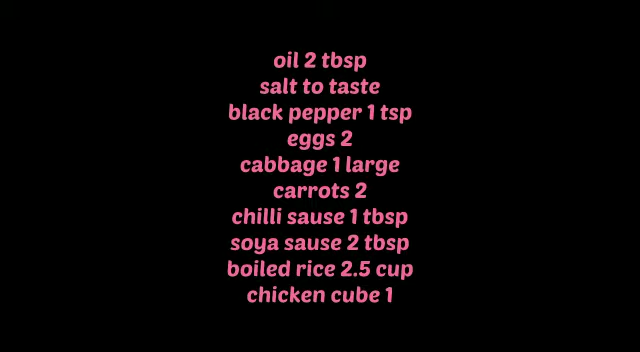 oil 2 tbsp
salt to taste
black pepper 1 tsp
eggs 2
cabbage 1 large
carrots 2
chilli sause 1 tbsp
soya sause 2 tbsp
boiled rice 2.5 cup
chicken cube 1